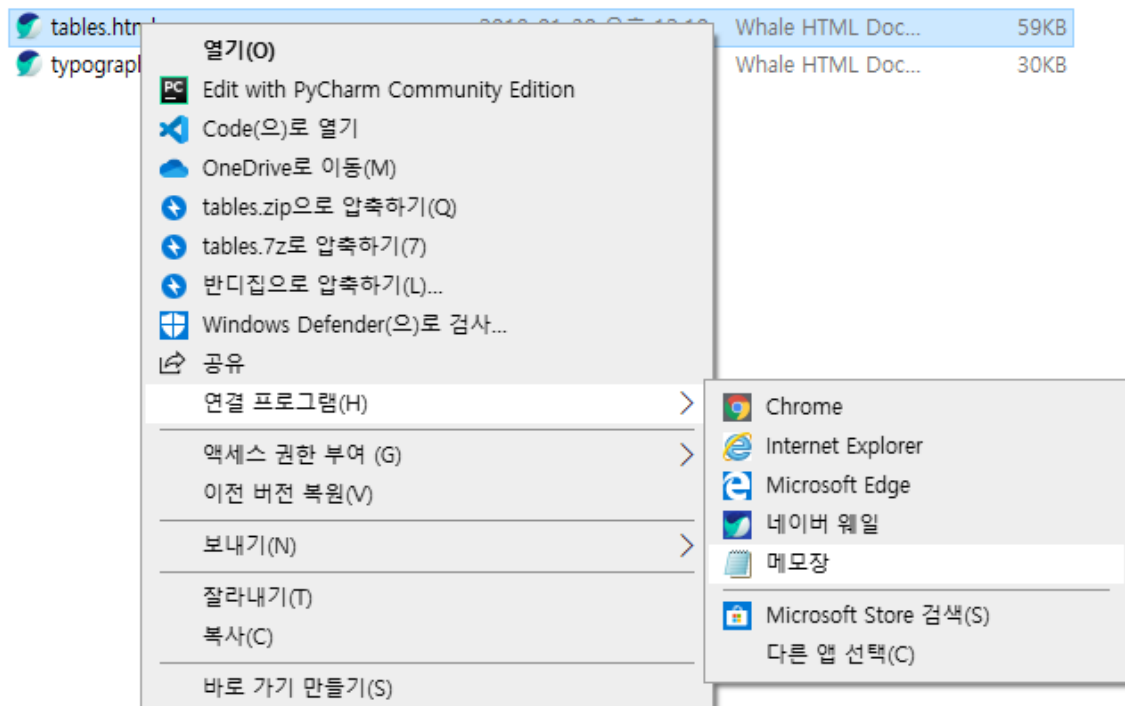 tables.htm Whale HTML Doc... 59KB
typograp Whale HTML Doc... 30KB
열기(O)
Edit with PyCharm Community Edition
Code(으)로 열기
OneDrive로 이동(M)
tables.zip으로 압축하기(Q)
tables.7z로 압축하기(7)
반디집으로 압축하기(L)...
Windows Defender(으)로 검사...
공유
연결 프로그램(H)
액세스 권한 부여 (G)
이전 버전 복원(V)
보내기(N)
잘라내기(T)
복사(C)
바로 가기 만들기(S)
Chrome
Internet Explorer
Microsoft Edge
네이버 웨일
메모장
Microsoft Store 검색(S)
다른 앱 선택(C)